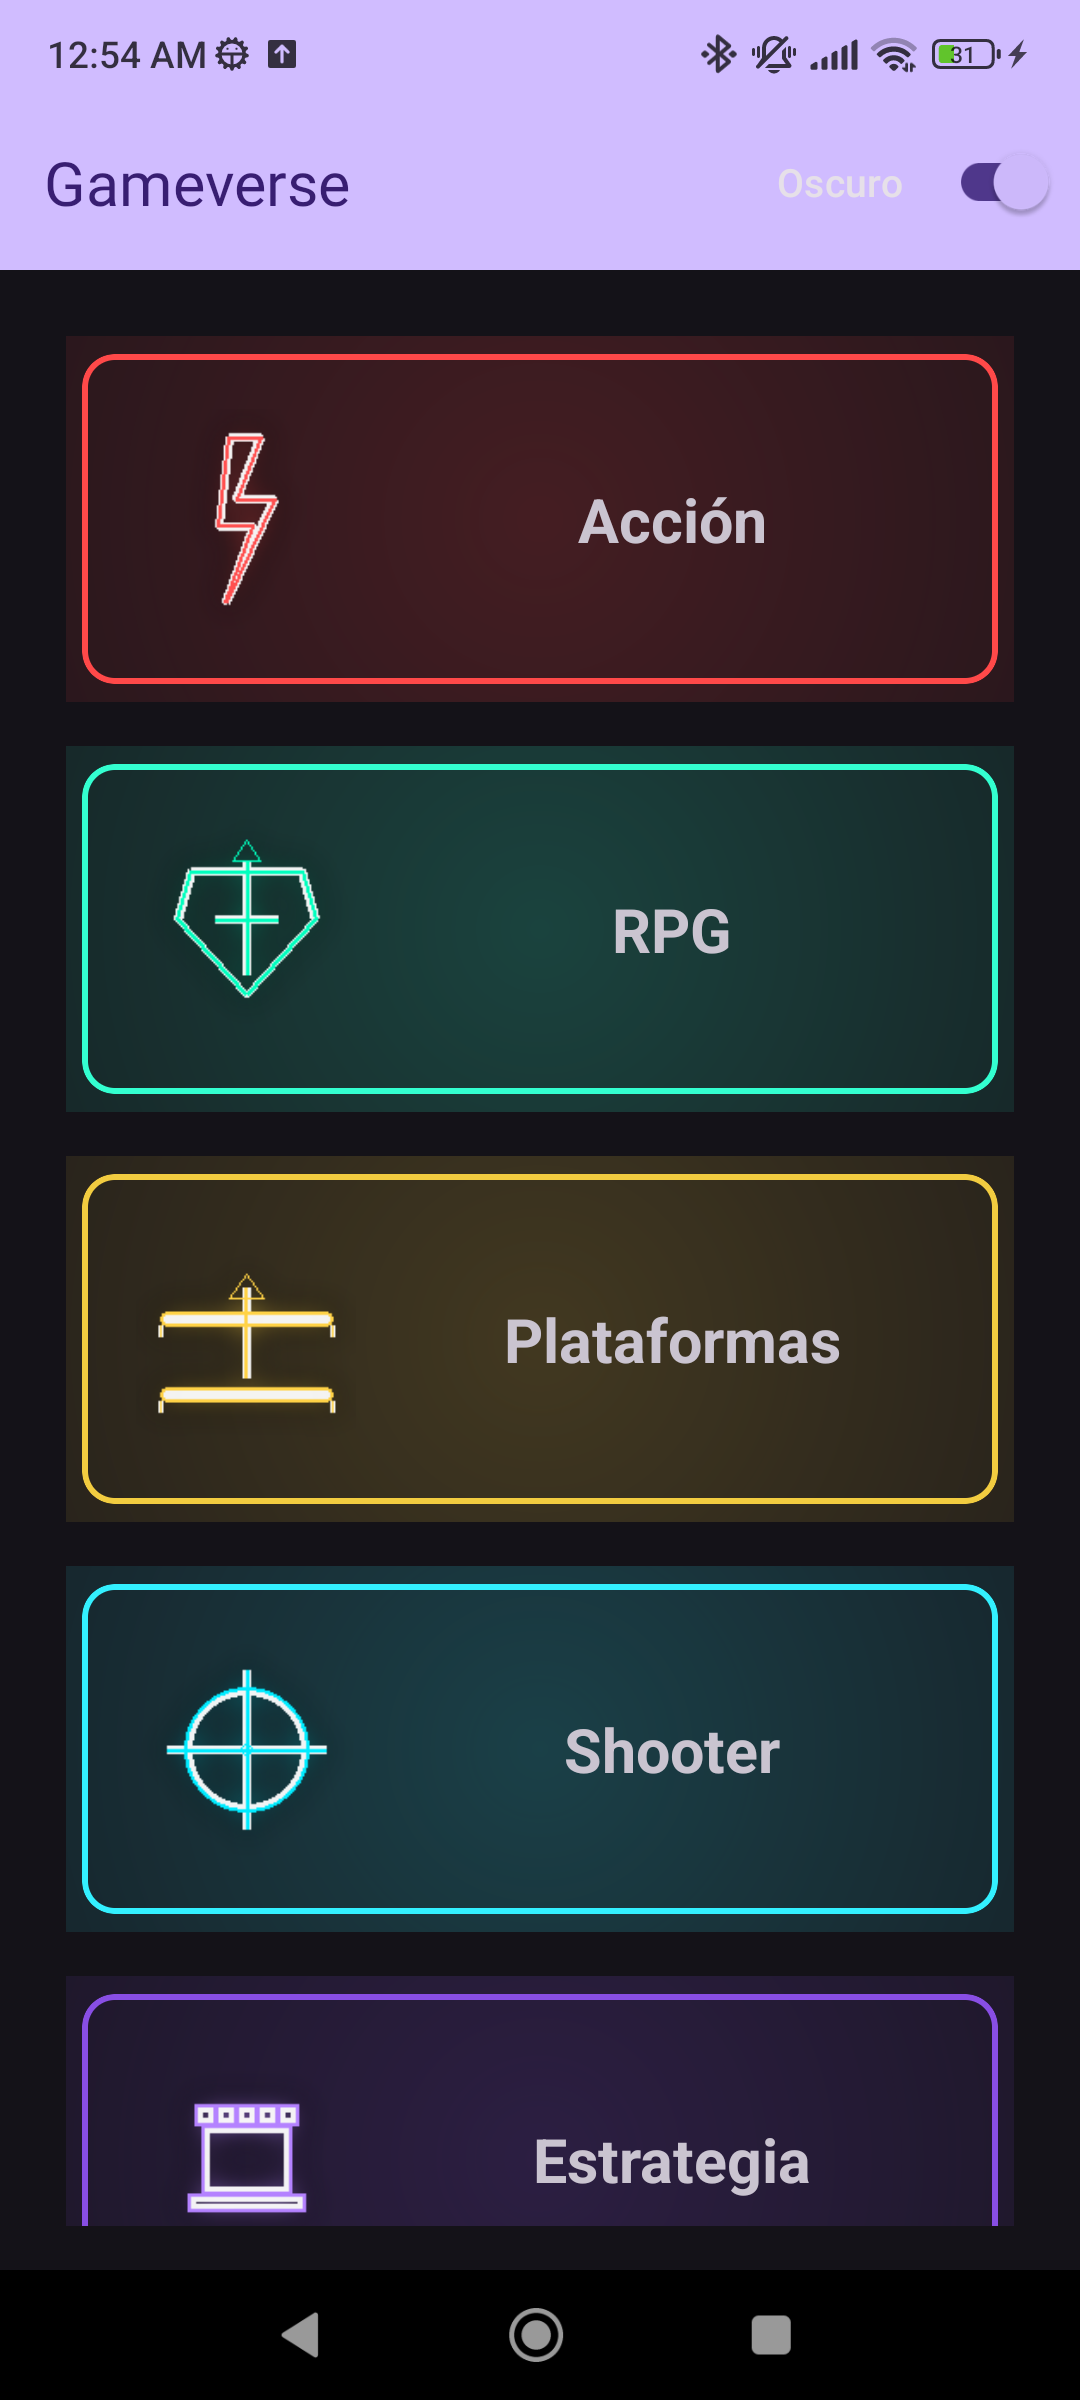 12:54 AM
31
Gameverse
Oscuro
Acción
RPG
Plataformas
Shooter
Estrategia